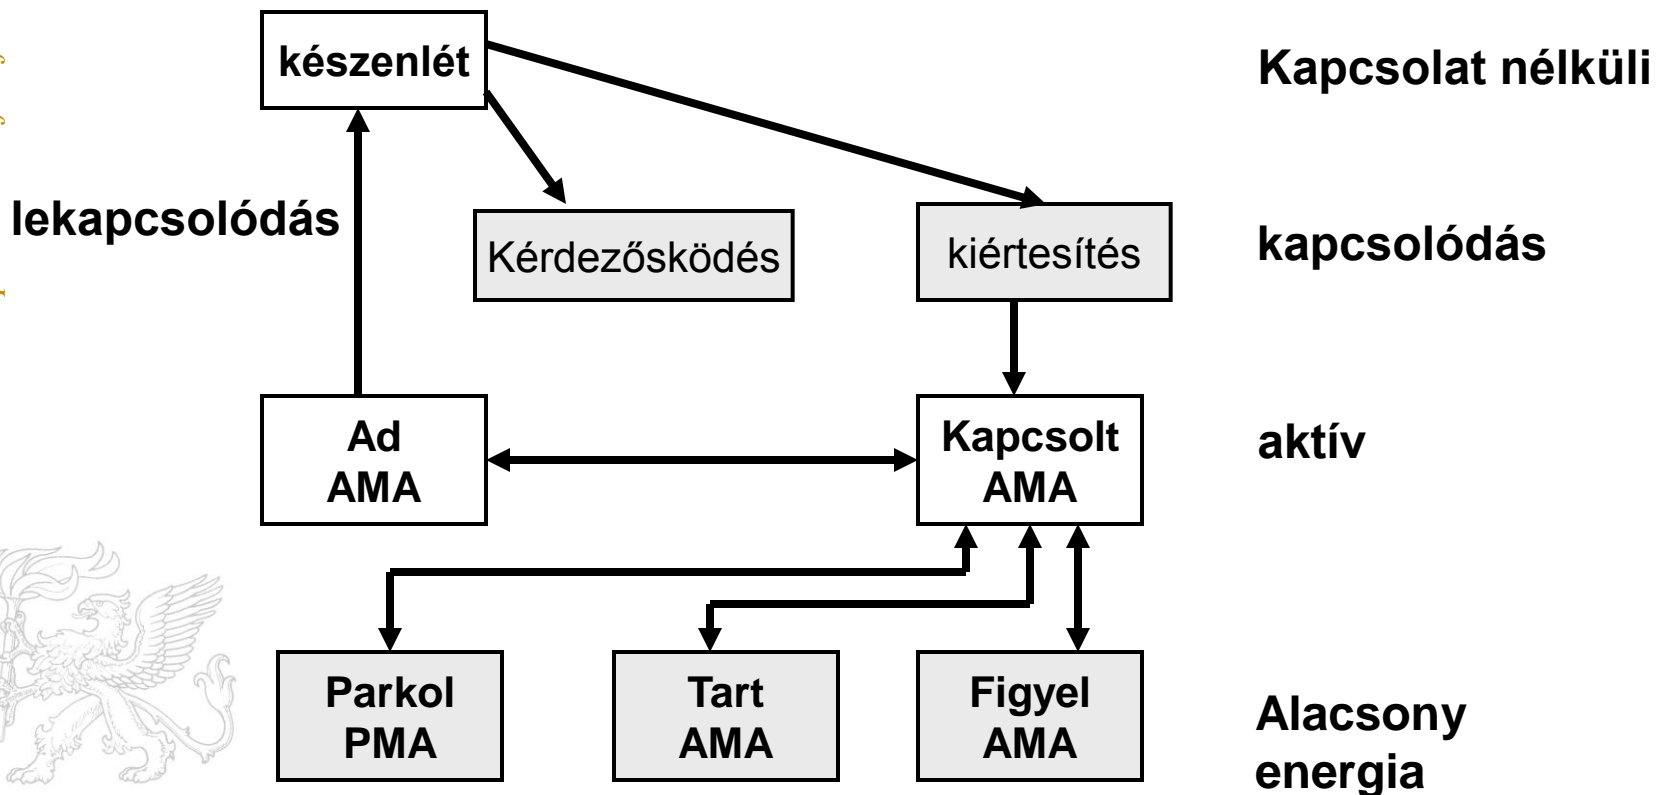 készenlét
Kapcsolat nélküli
lekapcsolódás
Kérdezősködés
kiértesítés
kapcsolódás
Ad
AMA
Kapcsolt
AMA
aktív
Parkol
PMA
Tart
AMA
Figyel
AMA
Alacsony
energia